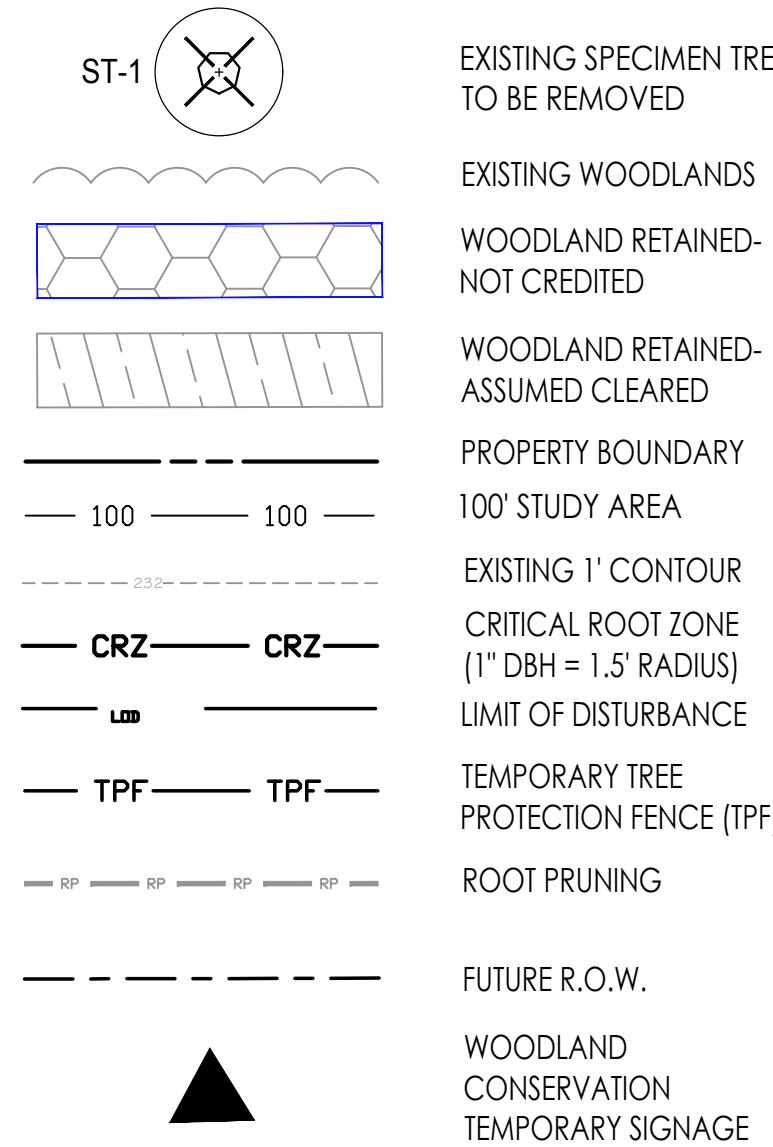 ST-1
EXISTING SPECIMEN TRE
TO BE REMOVED
EXISTING WOODLANDS
WOODLAND RETAINED-
NOT CREDITED
WOODLAND RETAINED-
ASSUMED CLEARED
PROPERTY BOUNDARY
100 100
100' STUDY AREA
232
EXISTING 1' CONTOUR
CRZ CRZ
CRITICAL ROOT ZONE
(1" DBH = 1.5' RADIUS)
LOD
LIMIT OF DISTURBANCE
TPF TPF
TEMPORARY TREE
PROTECTION FENCE (TPF)
RP RP RP RP
ROOT PRUNING
FUTURE R.O.W.
WOODLAND
CONSERVATION
TEMPORARY SIGNAGE